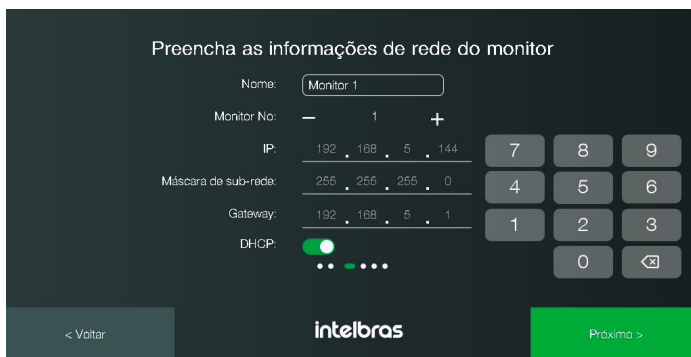 Preencha as informações de rede do monitor
Nome: Monitor 1
Monitor No: — 1 +
IP: 192 . 168 . 5 . 144
Máscara de sub-rede: 255 . 255 . 255 . 0
Gateway: 192 . 168 . 5 . 1
DHCP:
7 8 9
4 5 6
1 2 3
0
< Voltar
intelbras
Próximo >